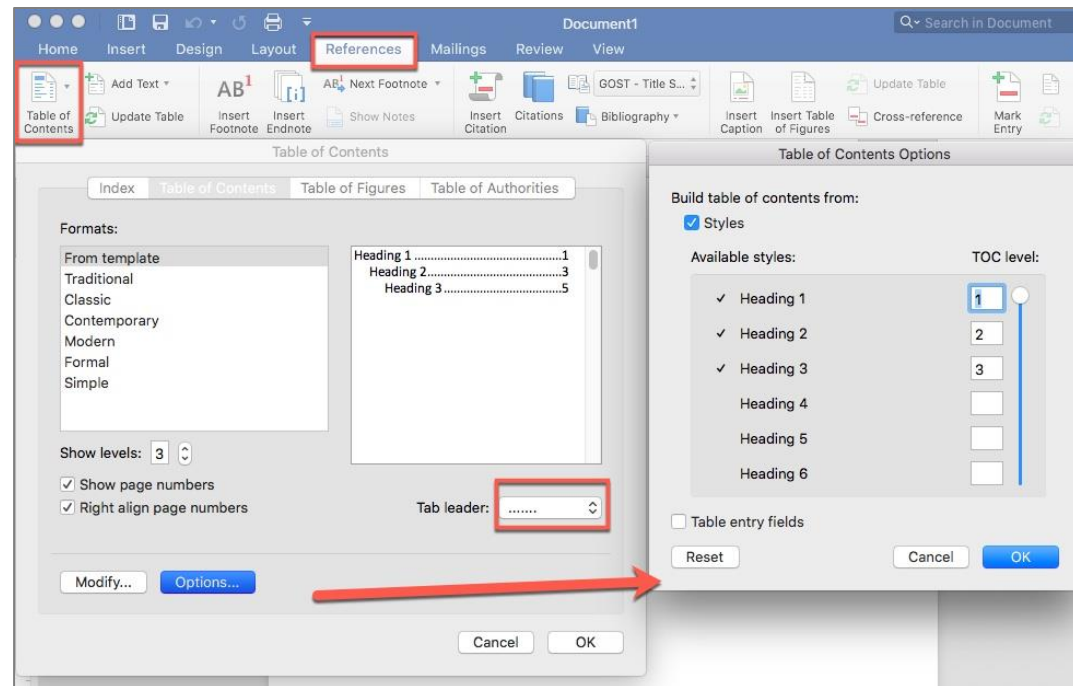 Document1
Search in Document
Home Insert Design Layout References Mailings Review View
Table of Contents
Add Text
Update Table
AB1
Insert Footnote
[i]
Insert Endnote
AB1 Next Footnote
Show Notes
Insert Citation
Citations
GOST - Title S...
Bibliography
Insert Caption
Insert Table of Figures
Update Table
Cross-reference
Mark Entry
Table of Contents
Index Table of Contents Table of Figures Table of Authorities
Formats:
From template
Traditional
Classic
Contemporary
Modern
Formal
Simple
Heading 1 ................................................1
Heading 2............................................3
Heading 3.......................................5
Show levels: 3
Show page numbers
Right align page numbers
Tab leader: .......
Modify... Options...
Cancel OK
Table of Contents Options
Build table of contents from:
Styles
Available styles: TOC level:
Heading 1 1
Heading 2 2
Heading 3 3
Heading 4
Heading 5
Heading 6
Table entry fields
Reset Cancel OK